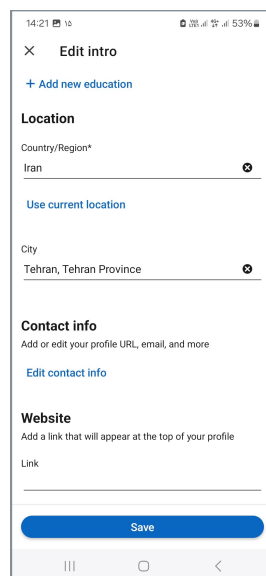 14:21 ۱۵ 53%
Edit intro
+ Add new education
Location
Country/Region*
Iran
Use current location
City
Tehran, Tehran Province
Contact info
Add or edit your profile URL, email, and more
Edit contact info
Website
Add a link that will appear at the top of your profile
Link
Save